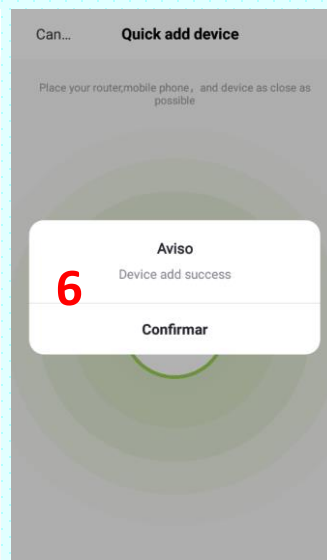 Can... Quick add device
Place your router,mobile phone，and device as close as
possible
Aviso
Device add success
6
Confirmar